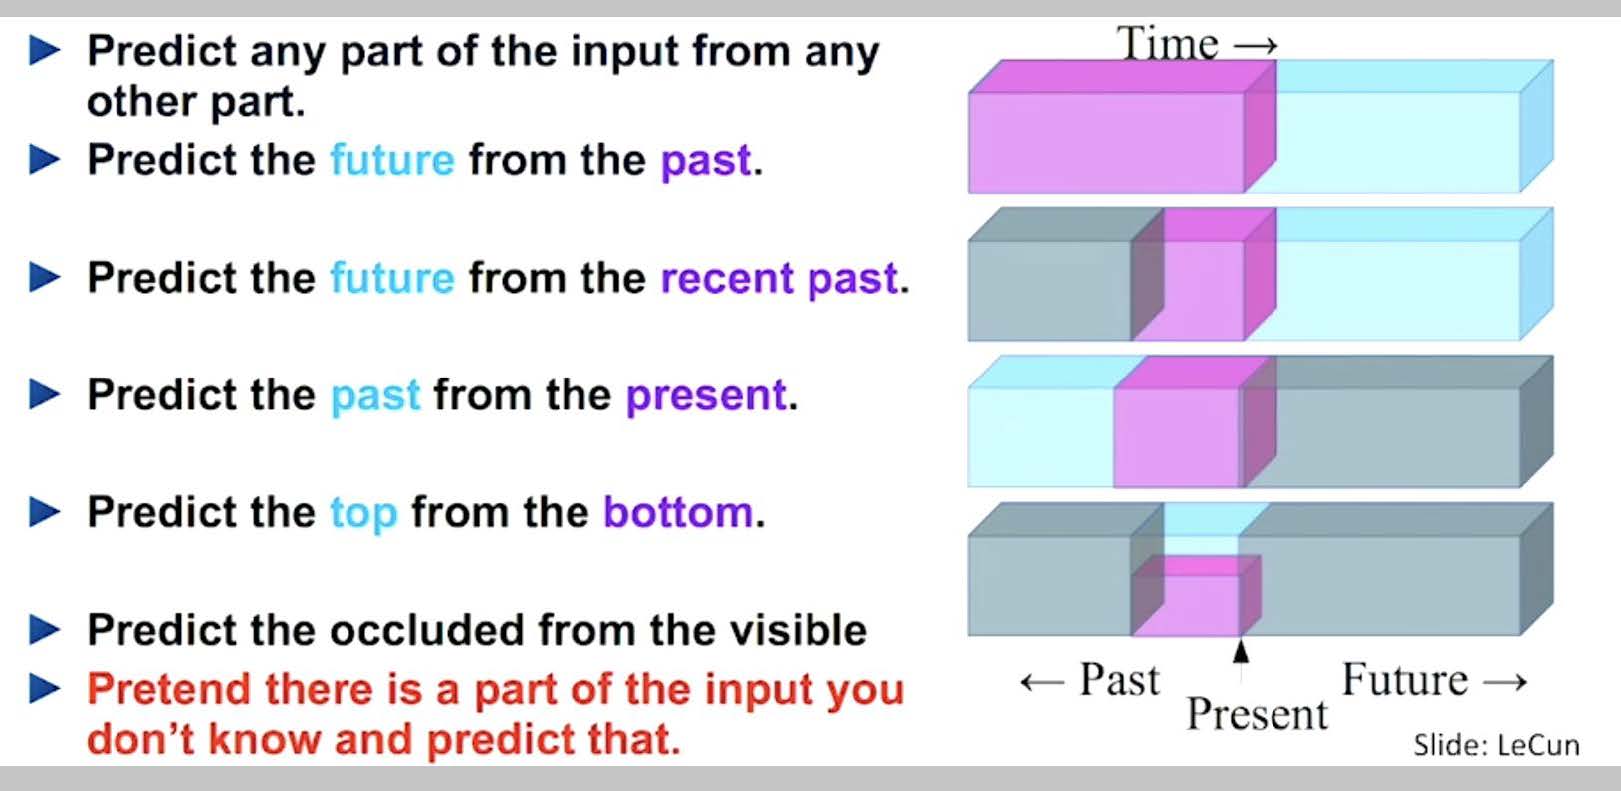 Predict any part of the input from any
other part.
Predict the future from the past.
Predict the future from the recent past.
Predict the past from the present.
Predict the top from the bottom.
Predict the occluded from the visible
Pretend there is a part of the input you
don’t know and predict that.
Time →
← Past
Present
Future →
Slide: LeCun